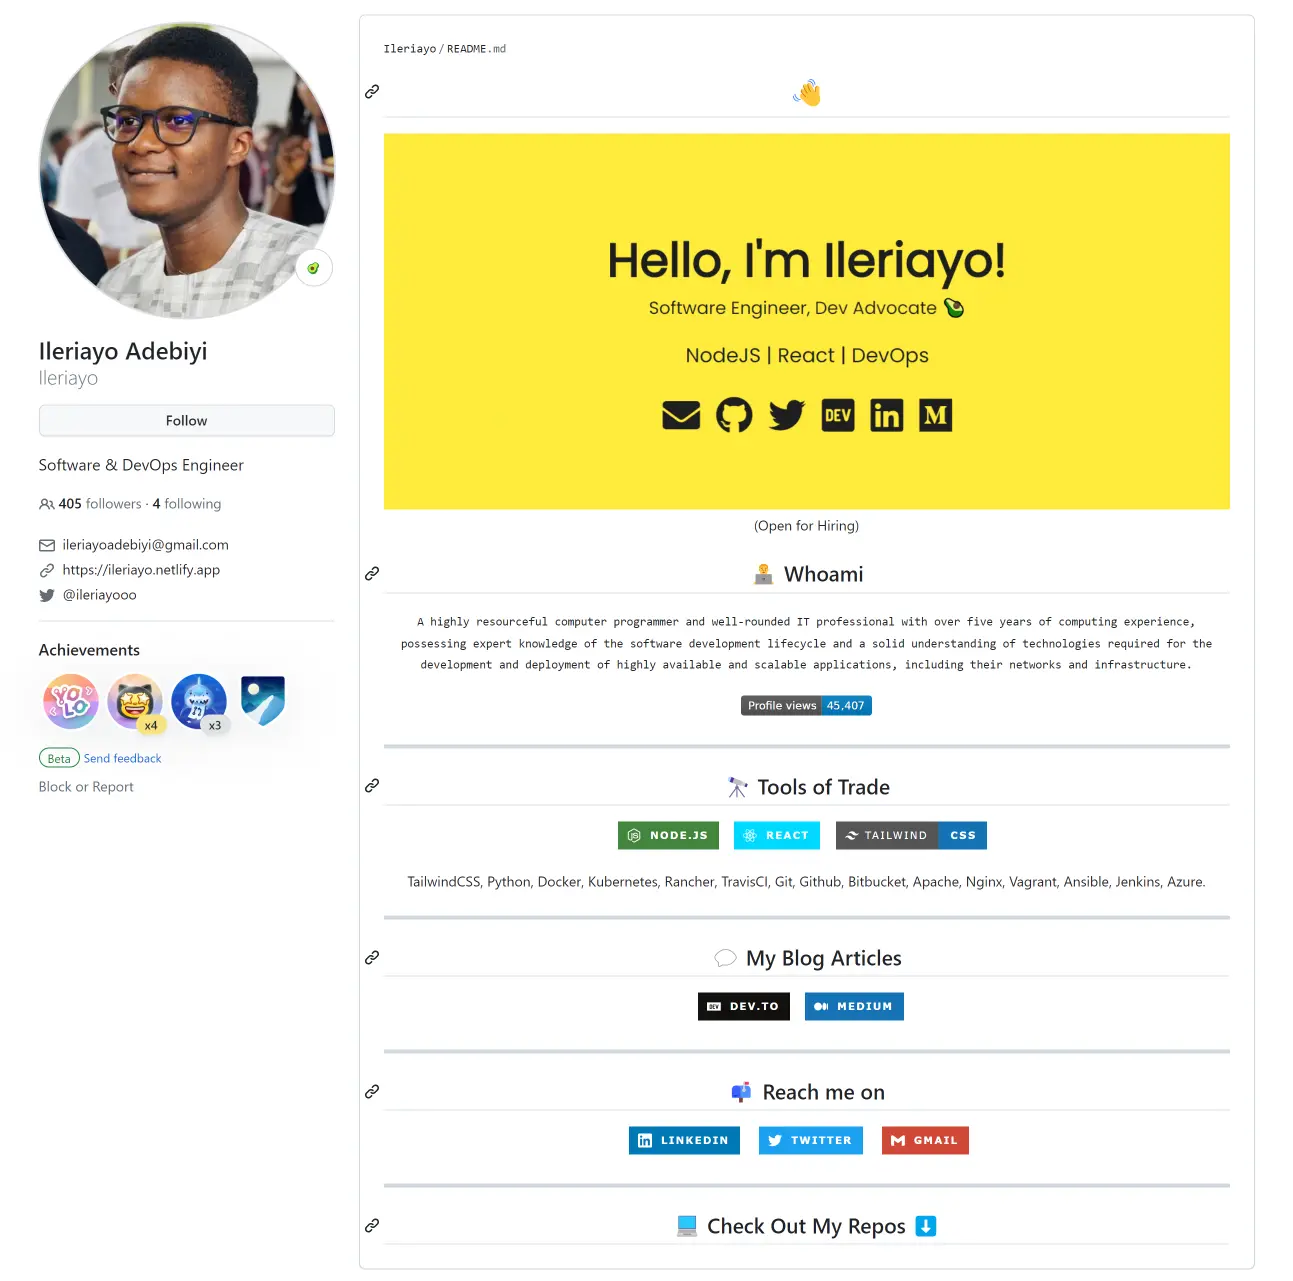 Ileriayo Adebiyi
Ileriayo
Follow
Software & DevOps Engineer
405 followers · 4 following
ileriayoadebiyi@gmail.com
https://ileriayo.netlify.app
@ileriayooo
Achievements
YOLO
x4
x3
Beta Send feedback
Block or Report
Ileriayo/README.md
Hello, I'm Ileriayo!
Software Engineer, Dev Advocate 🥑
NodeJS | React | DevOps
DEV in M
(Open for Hiring)
Whoami
A highly resourceful computer programmer and well-rounded IT professional with over five years of computing experience,
possessing expert knowledge of the software development lifecycle and a solid understanding of technologies required for the
development and deployment of highly available and scalable applications, including their networks and infrastructure.
Profile views 45,407
Tools of Trade
NODE.JS REACT TAILWIND CSS
TailwindCSS, Python, Docker, Kubernetes, Rancher, TravisCI, Git, Github, Bitbucket, Apache, Nginx, Vagrant, Ansible, Jenkins, Azure.
My Blog Articles
DEV DEV.TO MEDIUM
Reach me on
in LINKEDIN TWITTER GMAIL
Check Out My Repos